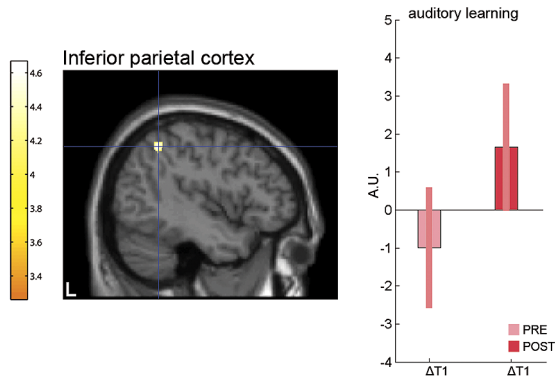 auditory learning
Inferior parietal cortex
4.6
4.4
4.2
4
3.8
3.6
3.4
L
A.U.
5
4
3
2
1
0
-1
-2
-3
-4
PRE
POST
ΔT1 ΔT1